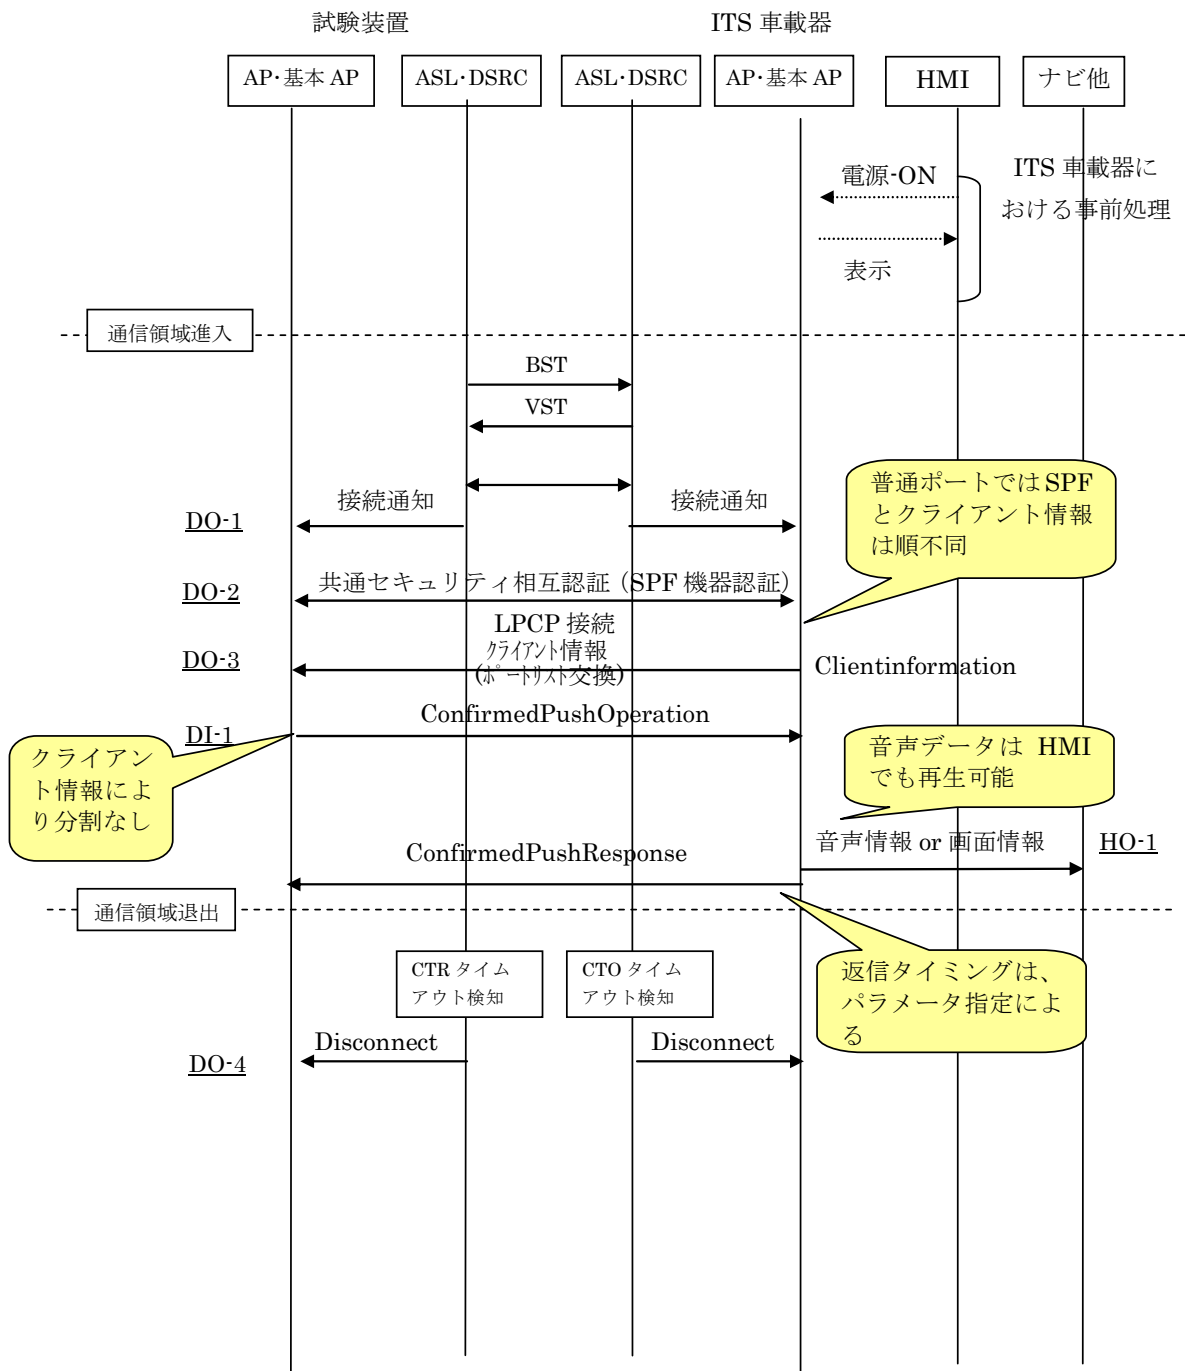 試験装置
ITS 車載器
AP・基本 AP
ASL・DSRC
ASL・DSRC
AP・基本 AP
HMI
ナビ他
電源-ON
ITS 車載器に
おける事前処理
表示
通信領域進入
BST
VST
普通ポートでは SPF
とクライアント情報
は順不同
接続通知
接続通知
DO-1
共通セキュリティ相互認証（SPF 機器認証）
DO-2
LPCP 接続
ｸﾗｲｱﾝﾄ情報
(ﾎﾟｰﾄﾘｽﾄ交換)
DO-3
Clientinformation
ConfirmedPushOperation
DI-1
クライアン
ト情報によ
り分割なし
音声データは HMI
でも再生可能
音声情報 or 画面情報
HO-1
ConfirmedPushResponse
通信領域退出
CTR タイム
アウト検知
CTO タイム
アウト検知
返信タイミングは、
パラメータ指定によ
る
Disconnect
Disconnect
DO-4